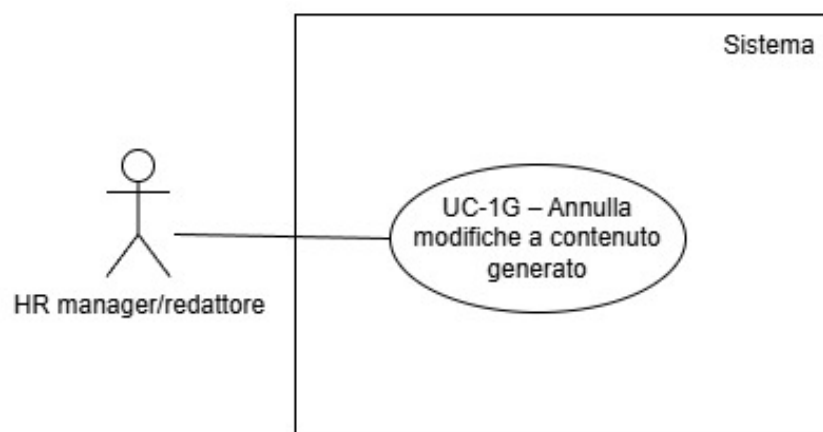 Sistema
UC-1G – Annulla
modifiche a contenuto
generato
HR manager/redattore